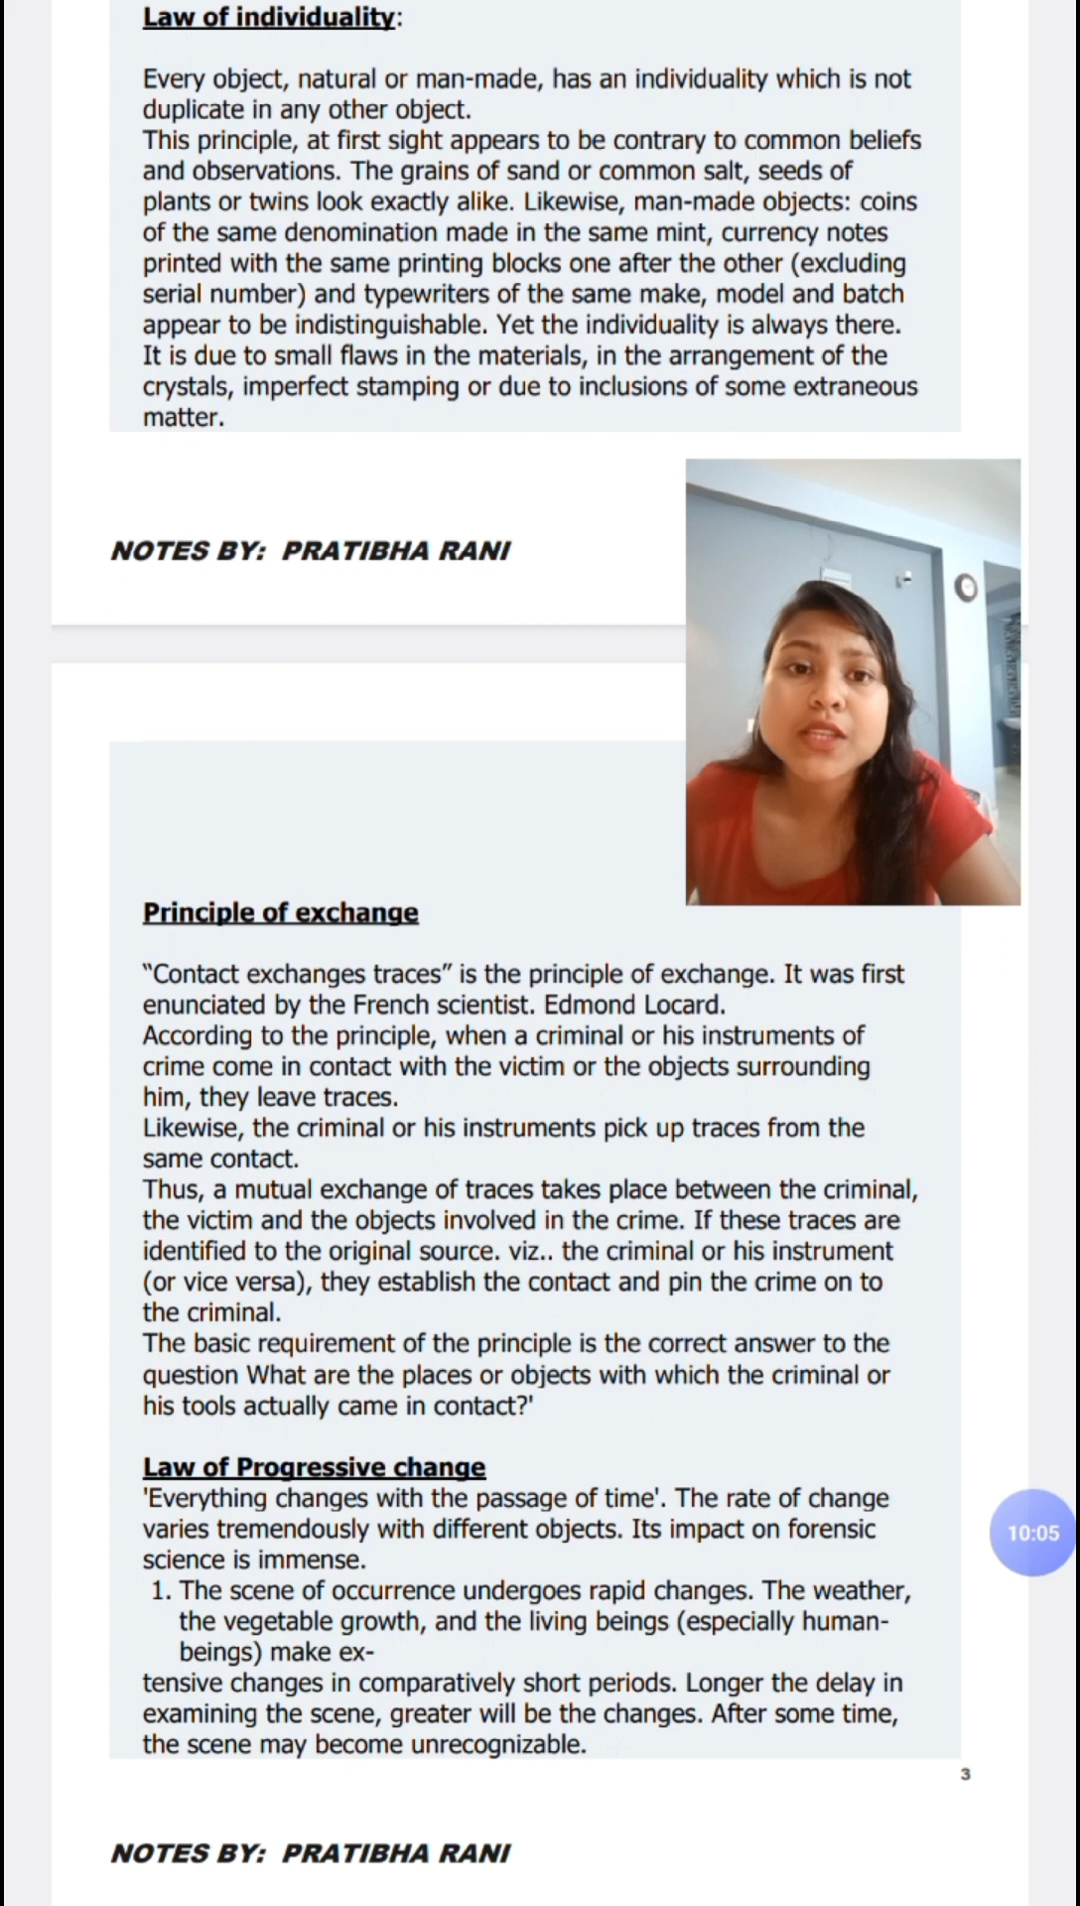 Law of individuality:
Every object, natural or man-made, has an individuality which is not
duplicate in any other object.
This principle, at first sight appears to be contrary to common beliefs
and observations. The grains of sand or common salt, seeds of
plants or twins look exactly alike. Likewise, man-made objects: coins
of the same denomination made in the same mint, currency notes
printed with the same printing blocks one after the other (excluding
serial number) and typewriters of the same make, model and batch
appear to be indistinguishable. Yet the individuality is always there.
It is due to small flaws in the materials, in the arrangement of the
crystals, imperfect stamping or due to inclusions of some extraneous
matter.
NOTES BY: PRATIBHA RANI
Principle of exchange
“Contact exchanges traces” is the principle of exchange. It was first
enunciated by the French scientist. Edmond Locard.
According to the principle, when a criminal or his instruments of
crime come in contact with the victim or the objects surrounding
him, they leave traces.
Likewise, the criminal or his instruments pick up traces from the
same contact.
Thus, a mutual exchange of traces takes place between the criminal,
the victim and the objects involved in the crime. If these traces are
identified to the original source. viz.. the criminal or his instrument
(or vice versa), they establish the contact and pin the crime on to
the criminal.
The basic requirement of the principle is the correct answer to the
question What are the places or objects with which the criminal or
his tools actually came in contact?'
Law of Progressive change
'Everything changes with the passage of time'. The rate of change
varies tremendously with different objects. Its impact on forensic
science is immense.
1. The scene of occurrence undergoes rapid changes. The weather,
the vegetable growth, and the living beings (especially human-
beings) make ex-
tensive changes in comparatively short periods. Longer the delay in
examining the scene, greater will be the changes. After some time,
the scene may become unrecognizable.
3
NOTES BY: PRATIBHA RANI
10:05